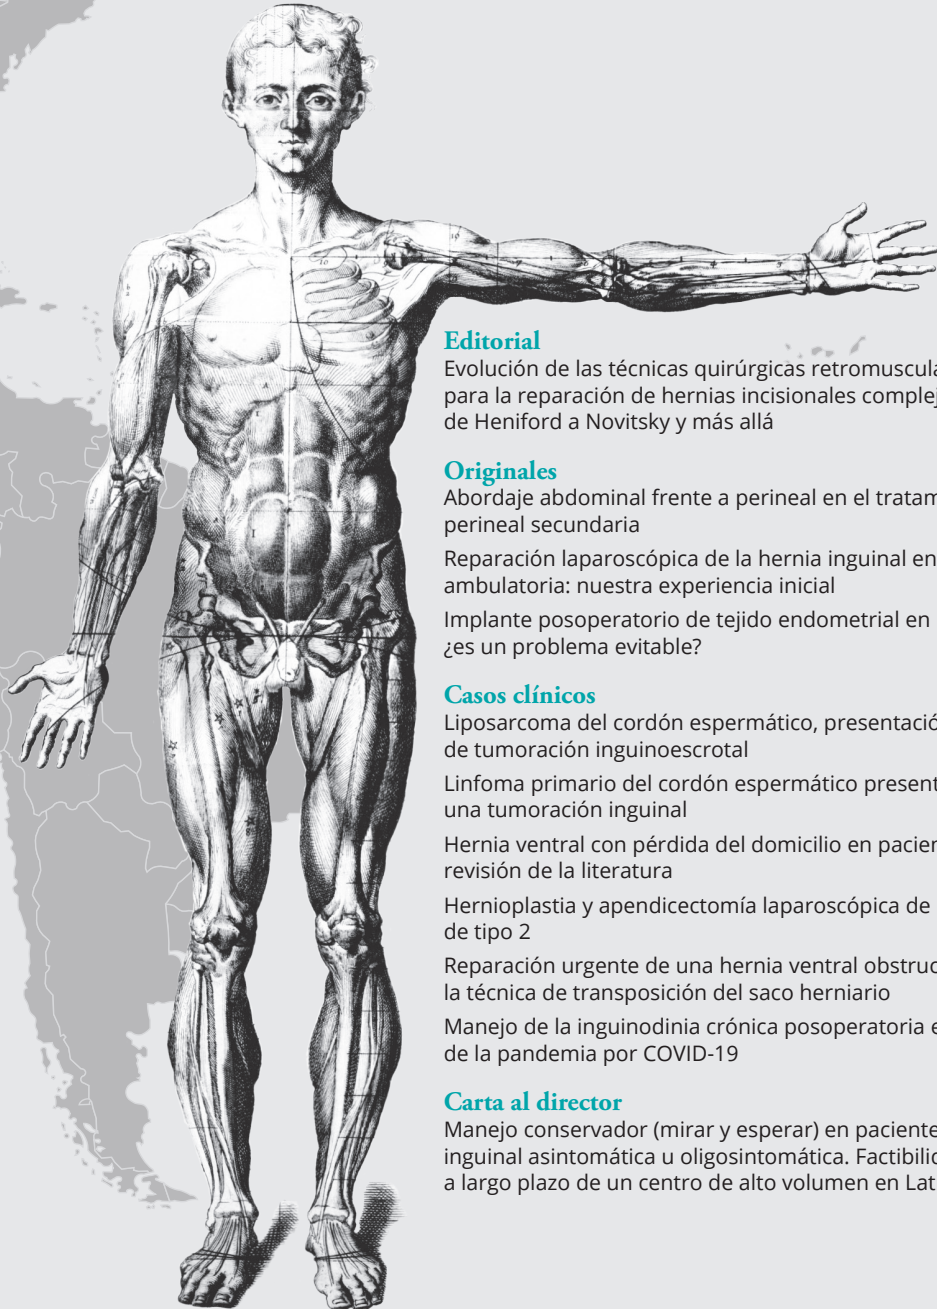 Editorial
Evolución de las técnicas quirúrgicas retromuscula
para la reparación de hernias incisionales complej
de Heniford a Novitsky y más allá
Originales
Abordaje abdominal frente a perineal en el tratam
perineal secundaria
Reparación laparoscópica de la hernia inguinal en
ambulatoria: nuestra experiencia inicial
Implante posoperatorio de tejido endometrial en
¿es un problema evitable?
Casos clínicos
Liposarcoma del cordón espermático, presentació
de tumoración inguinoescrotal
Linfoma primario del cordón espermático present
una tumoración inguinal
Hernia ventral con pérdida del domicilio en pacien
revisión de la literatura
Hernioplastia y apendicectomía laparoscópica de
de tipo 2
Reparación urgente de una hernia ventral obstruc
la técnica de transposición del saco herniario
Manejo de la inguinodinia crónica posoperatoria e
de la pandemia por COVID-19
Carta al director
Manejo conservador (mirar y esperar) en paciente
inguinal asintomática u oligosintomática. Factibilid
a largo plazo de un centro de alto volumen en Lat